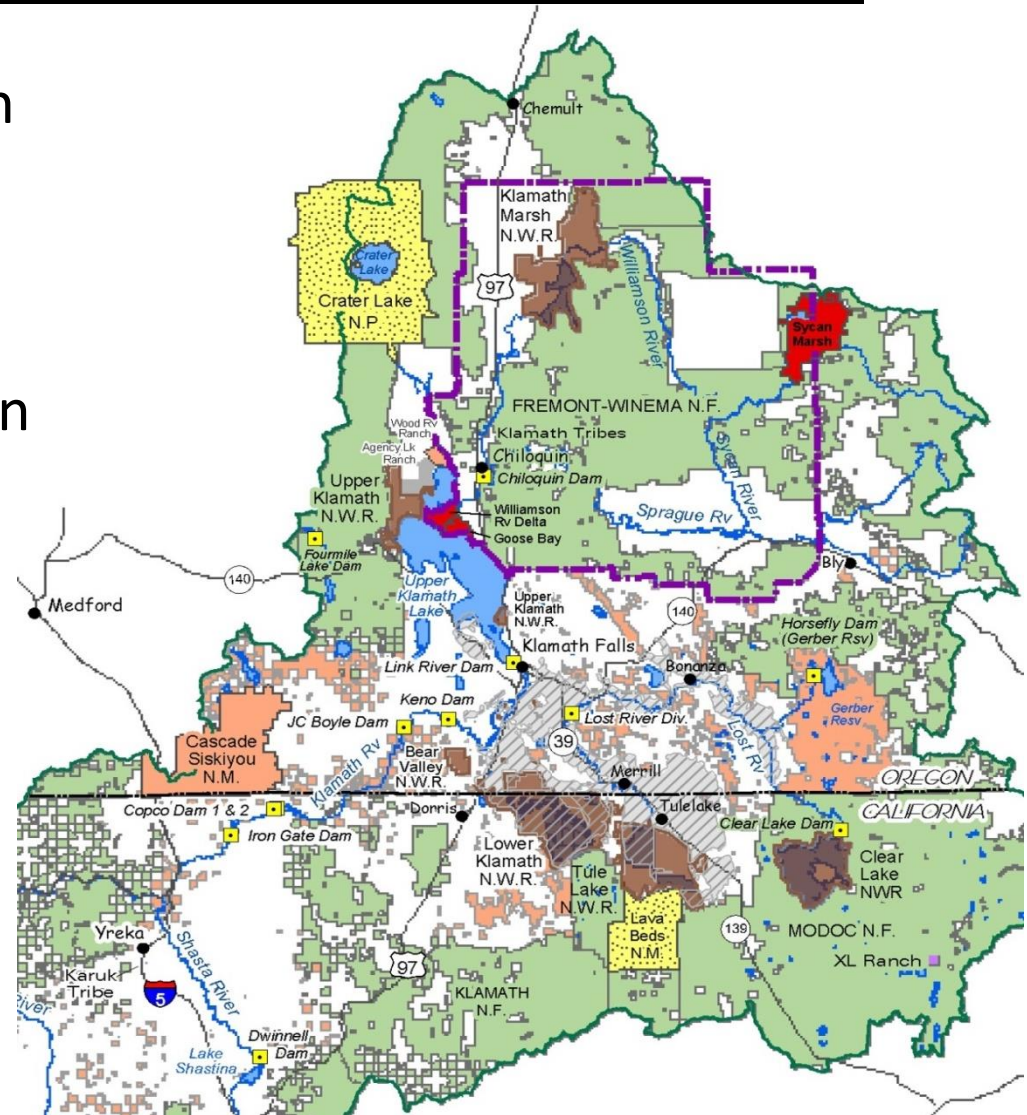 n
n
Chemult
Klamath
Marsh
N.W.R.
Crater
Lake
Crater Lake
N.P.
97
Williamson River
Sycan
Marsh
FREMONT-WINEMA N.F.
Wood Rv
Ranch
Agency Lk
Ranch
Klamath Tribes
Chiloquin
Chiloquin Dam
Upper
Klamath
N.W.R.
Williamson
Rv Delta
Goose Bay
Sycan River
Sprague Rv
Fourmile
Lake Dam
140
Medford
Upper
Klamath
Lake
Bly
Upper
Klamath
N.W.R.
140
Horsefly Dam
(Gerber Rsv)
Link River Dam
Klamath Falls
Bonanza
Keno Dam
JC Boyle Dam
Lost River Div.
Gerber
Resv
Lost Rv
39
Cascade
Siskiyou
N.M.
Klamath Rv
Bear
Valley
N.W.R.
Merrill
OREGON
CALIFORNIA
Copco Dam 1 & 2
Iron Gate Dam
Dorris
Tulelake
Clear Lake Dam
Lower
Klamath
N.W.R.
Tule
Lake
N.W.R.
Clear
Lake
NWR
Lava
Beds
N.M.
139
MODOC N.F.
XL Ranch
Yreka
Shasta River
Karuk
Tribe
5
97
KLAMATH
N.F.
River
Dwinnell
Dam
Lake
Shastina